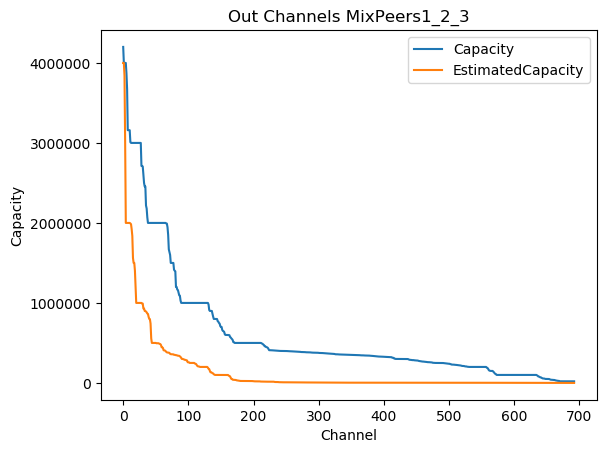 Out Channels MixPeers1_2_3
Capacity
EstimatedCapacity
4000000
3000000
2000000
1000000
0
Capacity
0 100 200 300 400 500 600 700
Channel